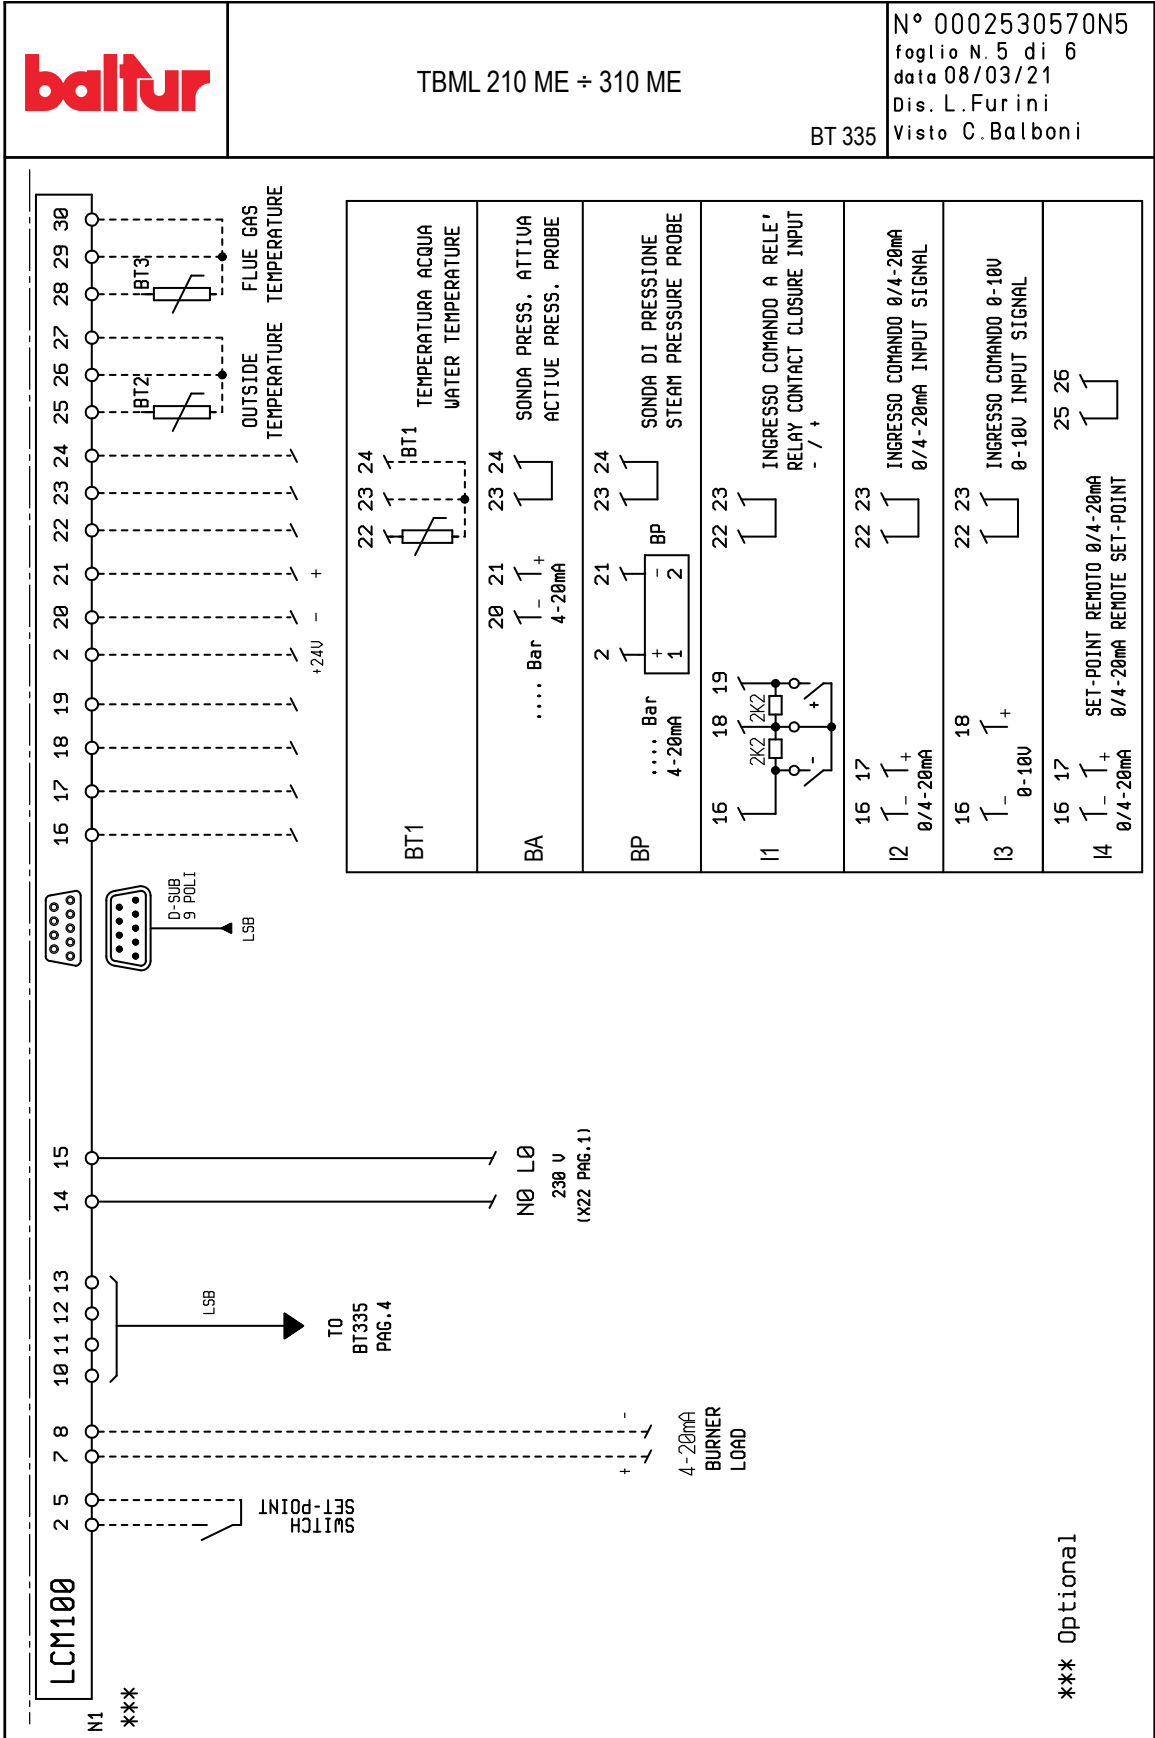 baltur
TBML 210 ME ÷ 310 ME
BT 335
N° 0002530570N5
foglio N. 5 di 6
data 08/03/21
Dis. L.Furini
Visto C.Balboni
LCM100
N1
***
2 5 7 8 10 11 12 13 14 15 16 17 18 19 2 20 21 22 23 24 25 26 27 28 29 30
SWITCH
SET-POINT
+ -
4-20mA
BURNER
LOAD
LSB
TO
BT335
PAG.4
N0 L0
230 V
(X22 PAG.1)
D-SUB
9 POLI
LSB
+24V - +
BT2
OUTSIDE
TEMPERATURE
BT3
FLUE GAS
TEMPERATURE
BT1
22 23 24
BT1
TEMPERATURA ACQUA
WATER TEMPERATURE
BA
.... Bar
20 21
- +
4-20mA
23 24
SONDA PRESS. ATTIVA
ACTIVE PRESS. PROBE
BP
.... Bar
4-20mA
2 21
+ -
1 2
BP
23 24
SONDA DI PRESSIONE
STEAM PRESSURE PROBE
I1
16 18 19
2K2 2K2
- +
22 23
INGRESSO COMANDO A RELE'
RELAY CONTACT CLOSURE INPUT
- / +
I2
16 17
- +
0/4-20mA
22 23
INGRESSO COMANDO 0/4-20mA
0/4-20mA INPUT SIGNAL
I3
16 18
- +
0-10V
22 23
INGRESSO COMANDO 0-10V
0-10V INPUT SIGNAL
I4
16 17
- +
0/4-20mA
SET-POINT REMOTO 0/4-20mA
0/4-20mA REMOTE SET-POINT
25 26
*** Optional